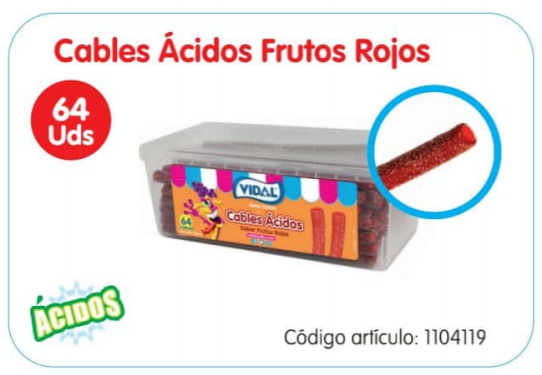 Cables Ácidos Frutos Rojos
64
Uds
VIDAL
Cables Ácidos
Sabor Frutos Rojos
64
ÁCIDOS
Código artículo: 1104119